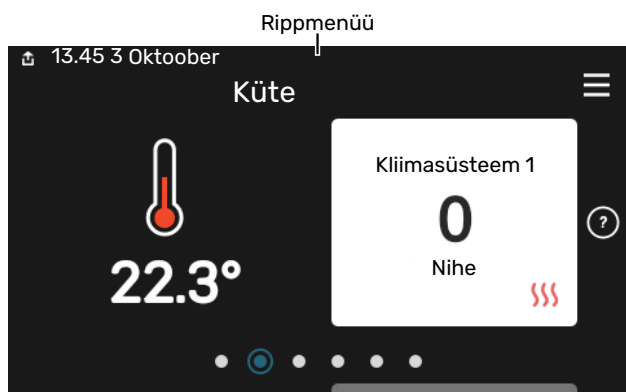 Rippmenüü
13.45 3 Oktoober
Küte
Kliimasüsteem 1
0
Nihe
22.3°
?